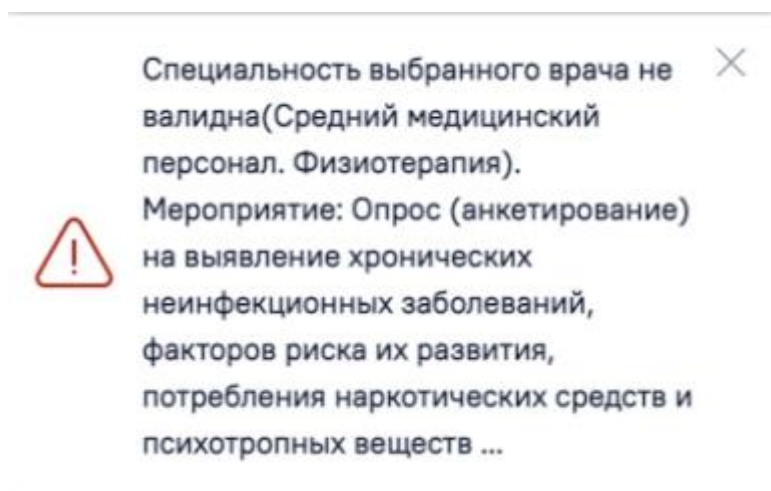 Специальность выбранного врача не
валидна(Средний медицинский
персонал. Физиотерапия).
Мероприятие: Опрос (анкетирование)
на выявление хронических
неинфекционных заболеваний,
факторов риска их развития,
потребления наркотических средств и
психотропных веществ ...